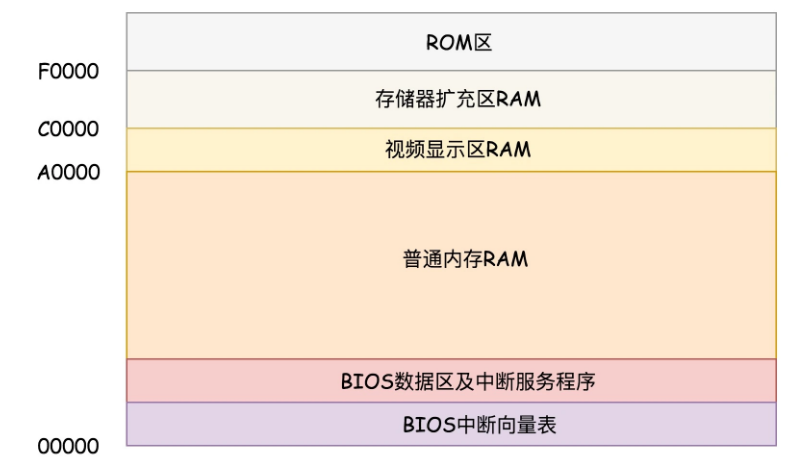 ROM区
F0000
存储器扩充区RAM
C0000
视频显示区RAM
A0000
普通内存RAM
BIOS数据区及中断服务程序
BIOS中断向量表
00000